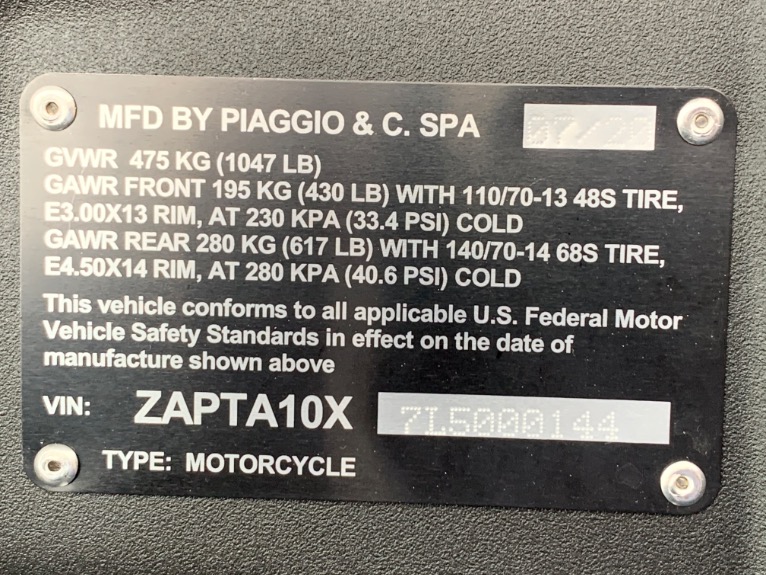 MFD BY PIAGGIO & C. SPA
GVWR 475 KG (1047 LB)
GAWR FRONT 195 KG (430 LB) WITH 110/70-13 48S TIRE,
E3.00X13 RIM, AT 230 KPA (33.4 PSI) COLD
GAWR REAR 280 KG (617 LB) WITH 140/70-14 68S TIRE,
E4.50X14 RIM, AT 280 KPA (40.6 PSI) COLD
This vehicle conforms to all applicable U.S. Federal Motor
Vehicle Safety Standards in effect on the date of
manufacture shown above
VIN: ZAPTA10X 7L5000144
TYPE: MOTORCYCLE